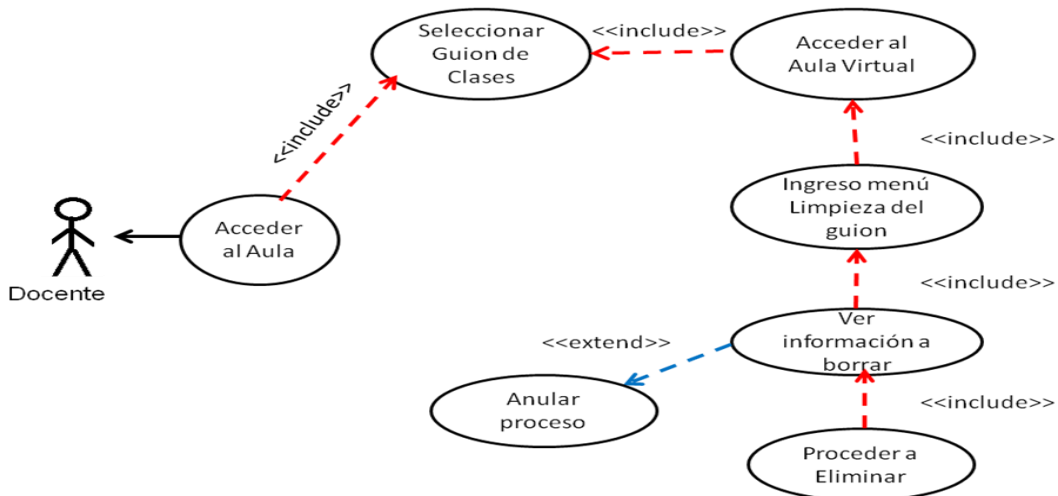 Seleccionar
Guion de
Clases
<<include>>
Acceder al
Aula Virtual
<<include>>
<<include>>
Ingreso menú
Limpieza del
guion
Acceder
al Aula
Docente
<<include>>
Ver
información a
borrar
<<extend>>
Anular
proceso
<<include>>
Proceder a
Eliminar